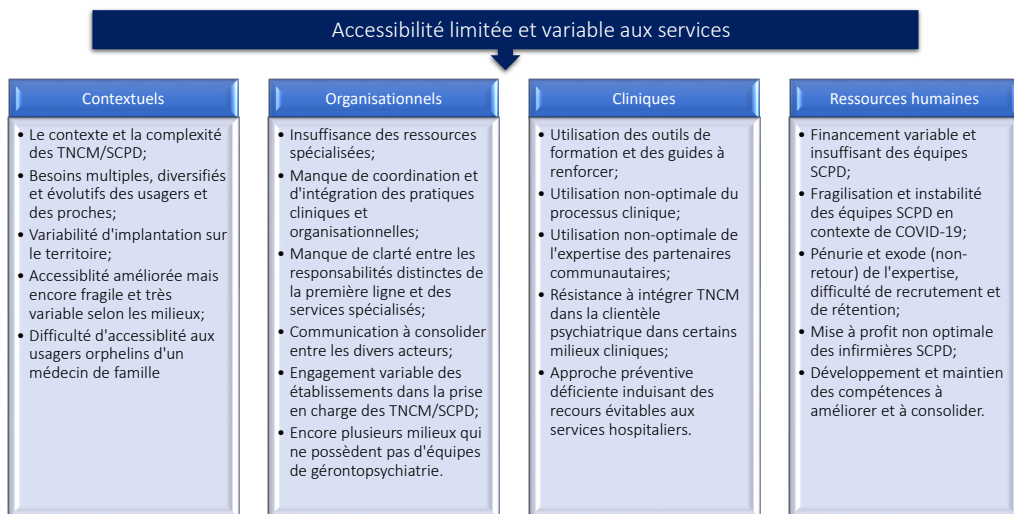 Accessibilité limitée et variable aux services
Contextuels
• Le contexte et la complexité
des TNCM/SCPD;
• Besoins multiples, diversifiés
et évolutifs des usagers et
des proches;
• Variabilité d'implantation sur
le territoire;
• Accessiblité améliorée mais
encore fragile et très
variable selon les milieux;
• Difficulté d'accessiblité aux
usagers orphelins d'un
médecin de famille
Organisationnels
• Insuffisance des ressources
spécialisées;
• Manque de coordination et
d'intégration des pratiques
cliniques et
organisationnelles;
• Manque de clarté entre les
responsabilités distinctes de
la première ligne et des
services spécialisés;
• Communication à consolider
entre les divers acteurs;
• Engagement variable des
établissements dans la prise
en charge des TNCM/SCPD;
• Encore plusieurs milieux qui
ne possèdent pas d'équipes
de gérontopsychiatrie.
Cliniques
• Utilisation des outils de
formation et des guides à
renforcer;
• Utilisation non-optimale du
processus clinique;
• Utilisation non-optimale de
l'expertise des partenaires
communautaires;
• Résistance à intégrer TNCM
dans la clientèle
psychiatrique dans certains
milieux cliniques;
• Approche préventive
déficiente induisant des
recours évitables aux
services hospitaliers.
Ressources humaines
• Financement variable et
insuffisant des équipes
SCPD;
• Fragilisation et instabilité
des équipes SCPD en
contexte de COVID-19;
• Pénurie et exode (non-
retour) de l'expertise,
difficulté de recrutement et
de rétention;
• Mise à profit non optimale
des infirmières SCPD;
• Développement et maintien
des compétences à
améliorer et à consolider.